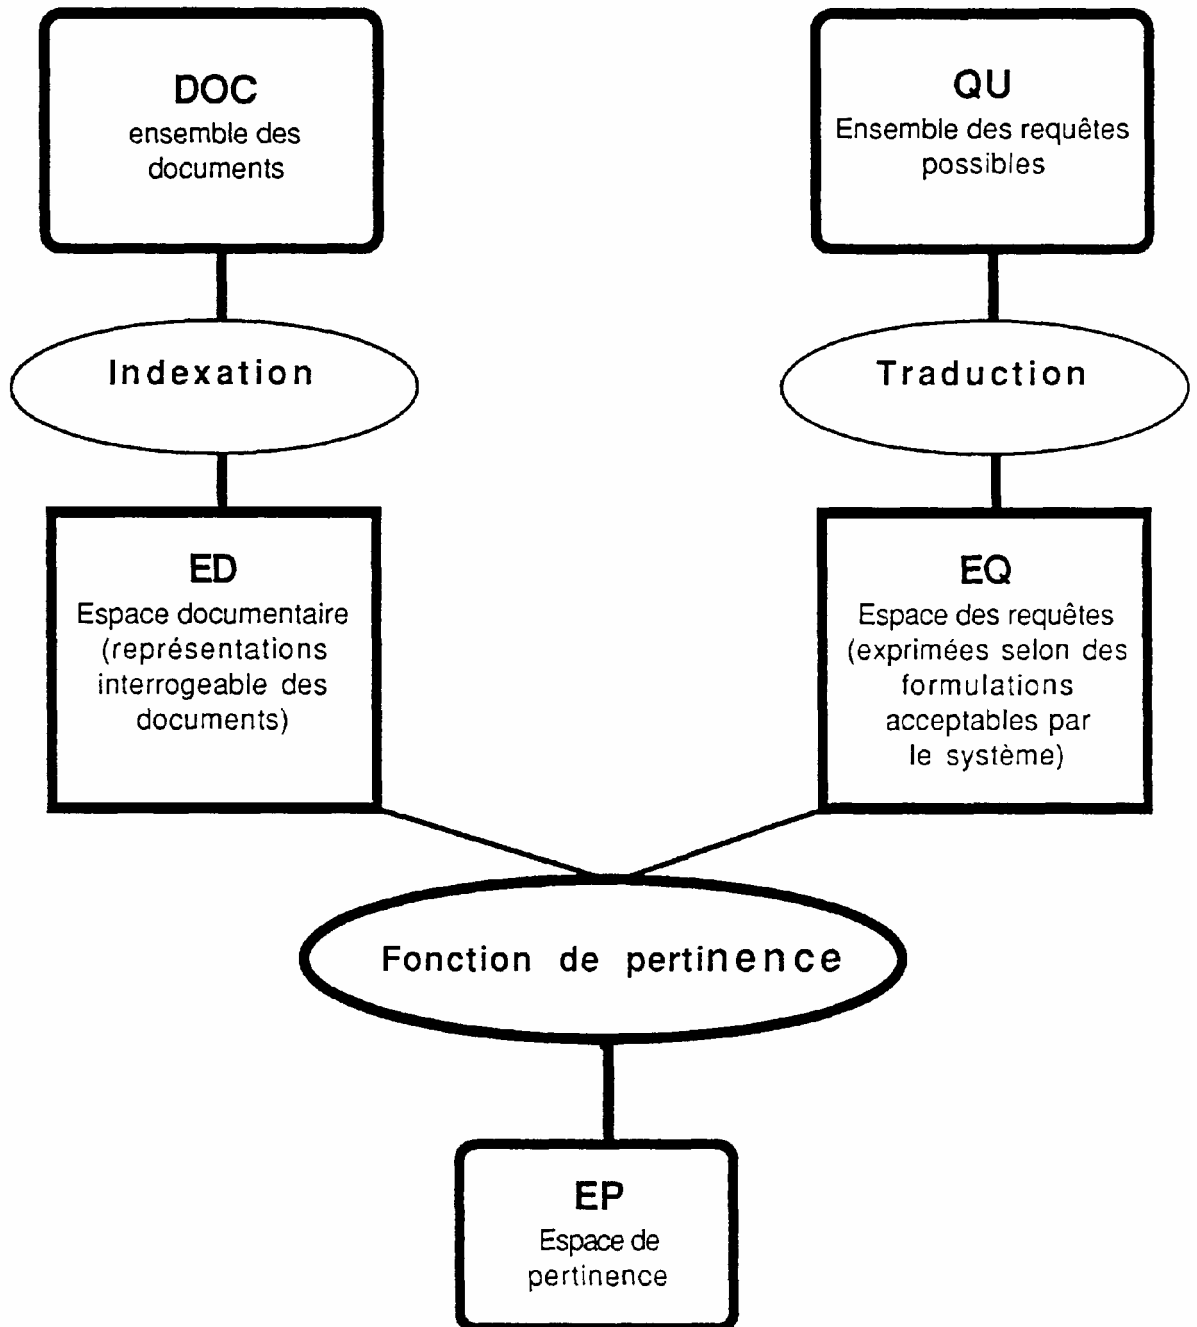 DOC
ensemble des
documents
QU
Ensemble des requêtes
possibles
Indexation
Traduction
ED
Espace documentaire
(représentations
interrogeable des
documents)
EQ
Espace des requêtes
(exprimées selon des
formulations
acceptables par
le système)
Fonction de pertinence
EP
Espace de
pertinence